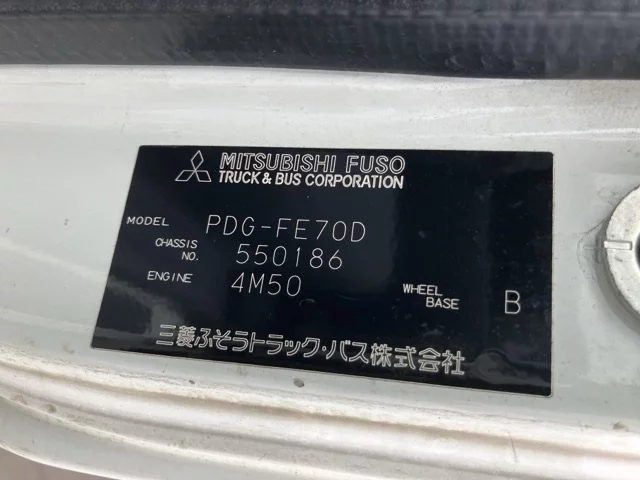 MITSUBISHI FUSO
TRUCK & BUS CORPORATION
MODEL PDG-FE70D
CHASSIS NO. 550186
ENGINE 4M50 WHEEL BASE B
三菱ふそうトラック・バス株式会社